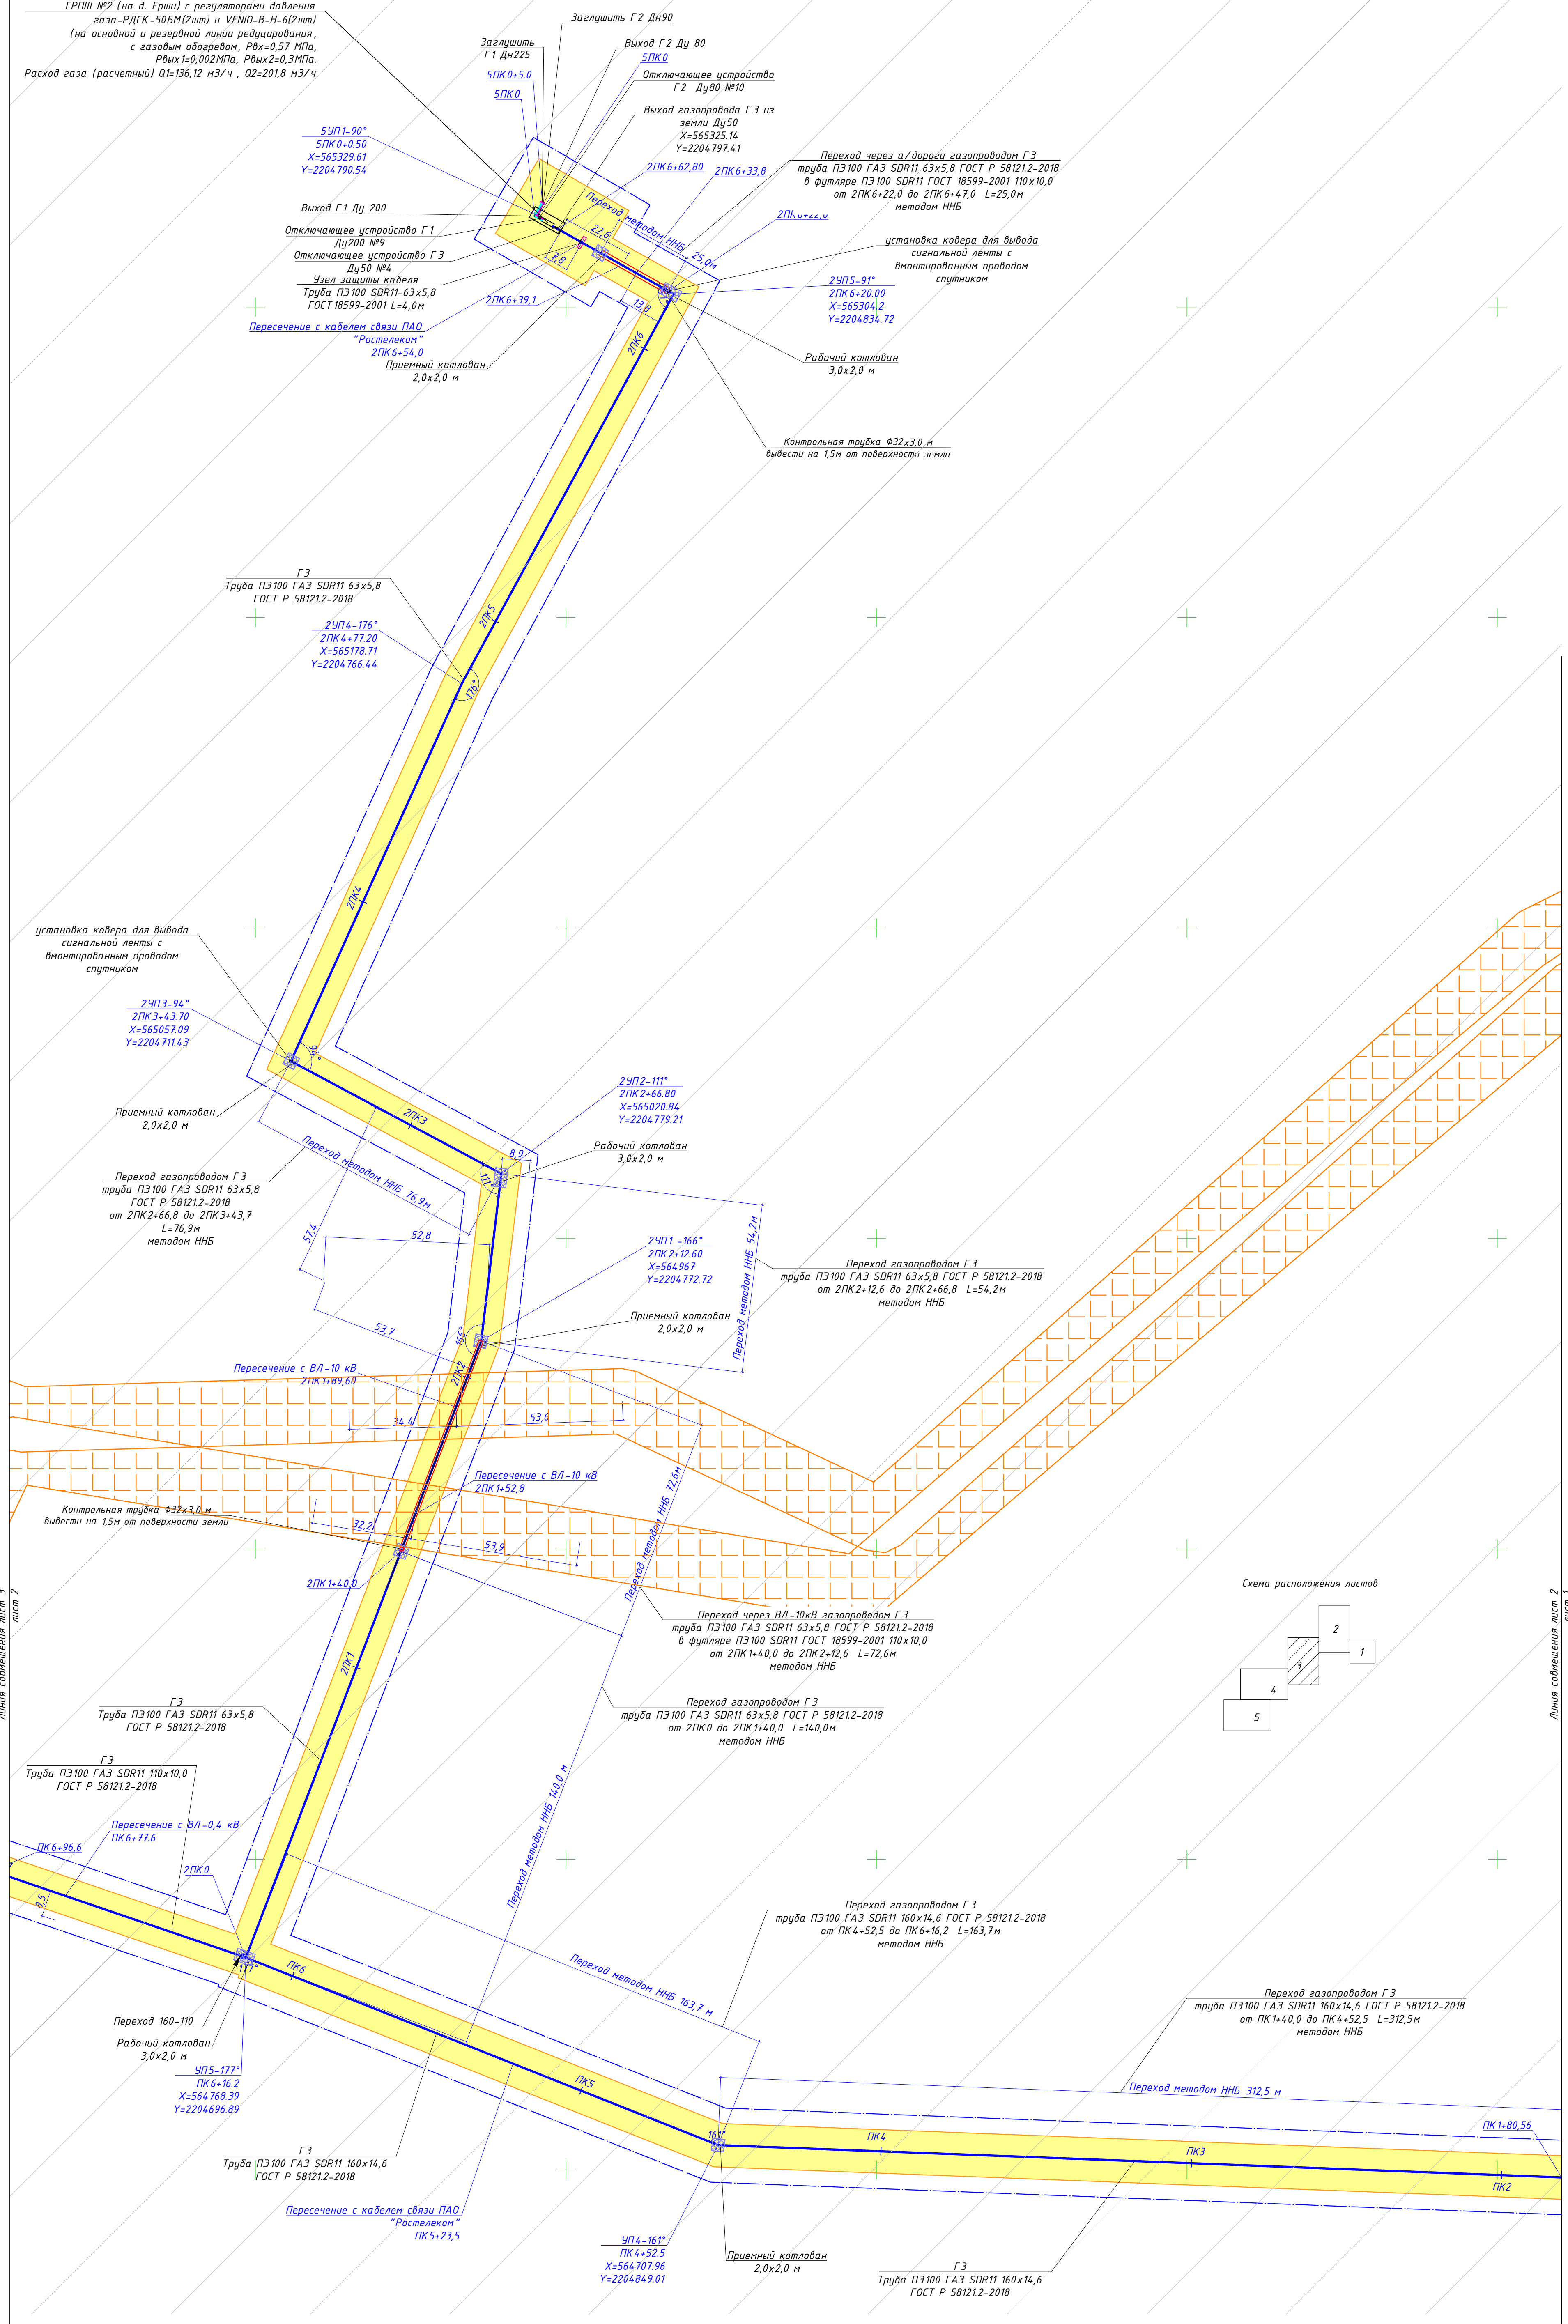 ГРПШ №2 (на д. Ерши) с регуляторами давления
газа-РДСК-50БМ(2шт) и VENIO-B-H-6(2шт)
(на основной и резервной линии редуцирования,
с газовым обогревом, Рвх=0,57 МПа,
Рвых1=0,002МПа, Рвых2=0,3МПа.
Расход газа (расчетный) Q1=136,12 м3/ч , Q2=201,8 м3/ч
Заглушить Г2 Дн90
Заглушить
Г1 Дн225
Выход Г2 Ду 80
5ПК0
5ПК0+5.0
5ПК0
Отключающее устройство
Г2 Ду80 №10
Выход газопровода Г3 из
земли Ду50
X=565325.14
Y=2204797.41
5УП1-90°
5ПК0+0.50
X=565329.61
Y=2204790.54
2ПК6+62,80
2ПК6+33,8
Переход через а/дорогу газопроводом Г3
труба ПЭ100 ГАЗ SDR11 63х5,8 ГОСТ Р 58121.2-2018
в футляре ПЭ100 SDR11 ГОСТ 18599-2001 110х10,0
от 2ПК6+22,0 до 2ПК6+47,0 L=25,0м
методом ННБ
Переход методом ННБ 25,0м
2ПК6+22,0
Выход Г1 Ду 200
Отключающее устройство Г1
Ду200 №9
Отключающее устройство Г3
Ду50 №4
Узел защиты кабеля
Труба ПЭ100 SDR11-63х5,8
ГОСТ18599-2001 L=4,0м
22,6
7,8
13,8
установка ковера для вывода
сигнальной ленты с
вмонтированным проводом
спутником
2УП5-91°
2ПК6+20.00
X=565304.2
Y=2204834.72
2ПК6+39,1
Пересечение с кабелем связи ПАО
"Ростелеком"
2ПК6+54,0
Приемный котлован
2,0х2,0 м
2ПК6
Рабочий котлован
3,0х2,0 м
Контрольная трубка Ф32х3,0 м
вывести на 1,5м от поверхности земли
Г3
Труба ПЭ100 ГАЗ SDR11 63х5,8
ГОСТ Р 58121.2-2018
2ПК5
2УП4-176°
2ПК4+77.20
X=565178.71
Y=2204766.44
176°
2ПК4
установка ковера для вывода
сигнальной ленты с
вмонтированным проводом
спутником
2УП3-94°
2ПК3+43.70
X=565057.09
Y=2204711.43
94°
Приемный котлован
2,0х2,0 м
2ПК3
2УП2-111°
2ПК2+66.80
X=565020.84
Y=2204779.21
Рабочий котлован
3,0х2,0 м
8,9
111°
Переход методом ННБ 76,9м
Переход газопроводом Г3
труба ПЭ100 ГАЗ SDR11 63х5,8
ГОСТ Р 58121.2-2018
от 2ПК2+66,8 до 2ПК3+43,7
L=76,9м
методом ННБ
57,4
52,8
2УП1 -166°
2ПК2+12.60
X=564967
Y=2204772.72
Переход методом ННБ 54,2м
Переход газопроводом Г3
труба ПЭ100 ГАЗ SDR11 63х5,8 ГОСТ Р 58121.2-2018
от 2ПК2+12,6 до 2ПК2+66,8 L=54,2м
методом ННБ
Приемный котлован
2,0х2,0 м
53,7
166°
2ПК2
Пересечение с ВЛ-10 кВ
2ПК1+89,60
34,4
53,6
Пересечение с ВЛ-10 кВ
2ПК1+52,8
Переход методом ННБ 72,6м
Контрольная трубка Ф32х3,0 м
вывести на 1,5м от поверхности земли
32,2
53,9
2ПК1+40,0
Линия совмещения лист 3
лист 2
Линия совмещения лист 2
лист 1
Схема расположения листов
2
1
3
4
5
Переход через ВЛ-10кВ газопроводом Г3
труба ПЭ100 ГАЗ SDR11 63х5,8 ГОСТ Р 58121.2-2018
в футляре ПЭ100 SDR11 ГОСТ 18599-2001 110х10,0
от 2ПК1+40,0 до 2ПК2+12,6 L=72,6м
методом ННБ
2ПК1
Переход газопроводом Г3
труба ПЭ100 ГАЗ SDR11 63х5,8 ГОСТ Р 58121.2-2018
от 2ПК0 до 2ПК1+40,0 L=140,0м
методом ННБ
Г3
Труба ПЭ100 ГАЗ SDR11 63х5,8
ГОСТ Р 58121.2-2018
Г3
Труба ПЭ100 ГАЗ SDR11 110х10,0
ГОСТ Р 58121.2-2018
Переход методом ННБ 140,0 м
Пересечение с ВЛ-0,4 кВ
ПК6+77.6
ПК6+96,6
2ПК0
8,5
Переход газопроводом Г3
труба ПЭ100 ГАЗ SDR11 160х14,6 ГОСТ Р 58121.2-2018
от ПК4+52,5 до ПК6+16,2 L=163,7м
методом ННБ
Переход методом ННБ 163,7 м
177°
ПК6
Переход 160-110
Рабочий котлован
3,0х2,0 м
УП5-177°
ПК6+16.2
X=564768.39
Y=2204696.89
Переход газопроводом Г3
труба ПЭ100 ГАЗ SDR11 160х14,6 ГОСТ Р 58121.2-2018
от ПК1+40,0 до ПК4+52,5 L=312,5м
методом ННБ
Переход методом ННБ 312,5 м
ПК5
ПК1+80,56
161°
ПК4
ПК3
ПК2
Г3
Труба ПЭ100 ГАЗ SDR11 160х14,6
ГОСТ Р 58121.2-2018
Пересечение с кабелем связи ПАО
"Ростелеком"
ПК5+23,5
УП4-161°
ПК4+52.5
X=564707.96
Y=2204849.01
Приемный котлован
2,0х2,0 м
Г3
Труба ПЭ100 ГАЗ SDR11 160х14,6
ГОСТ Р 58121.2-2018